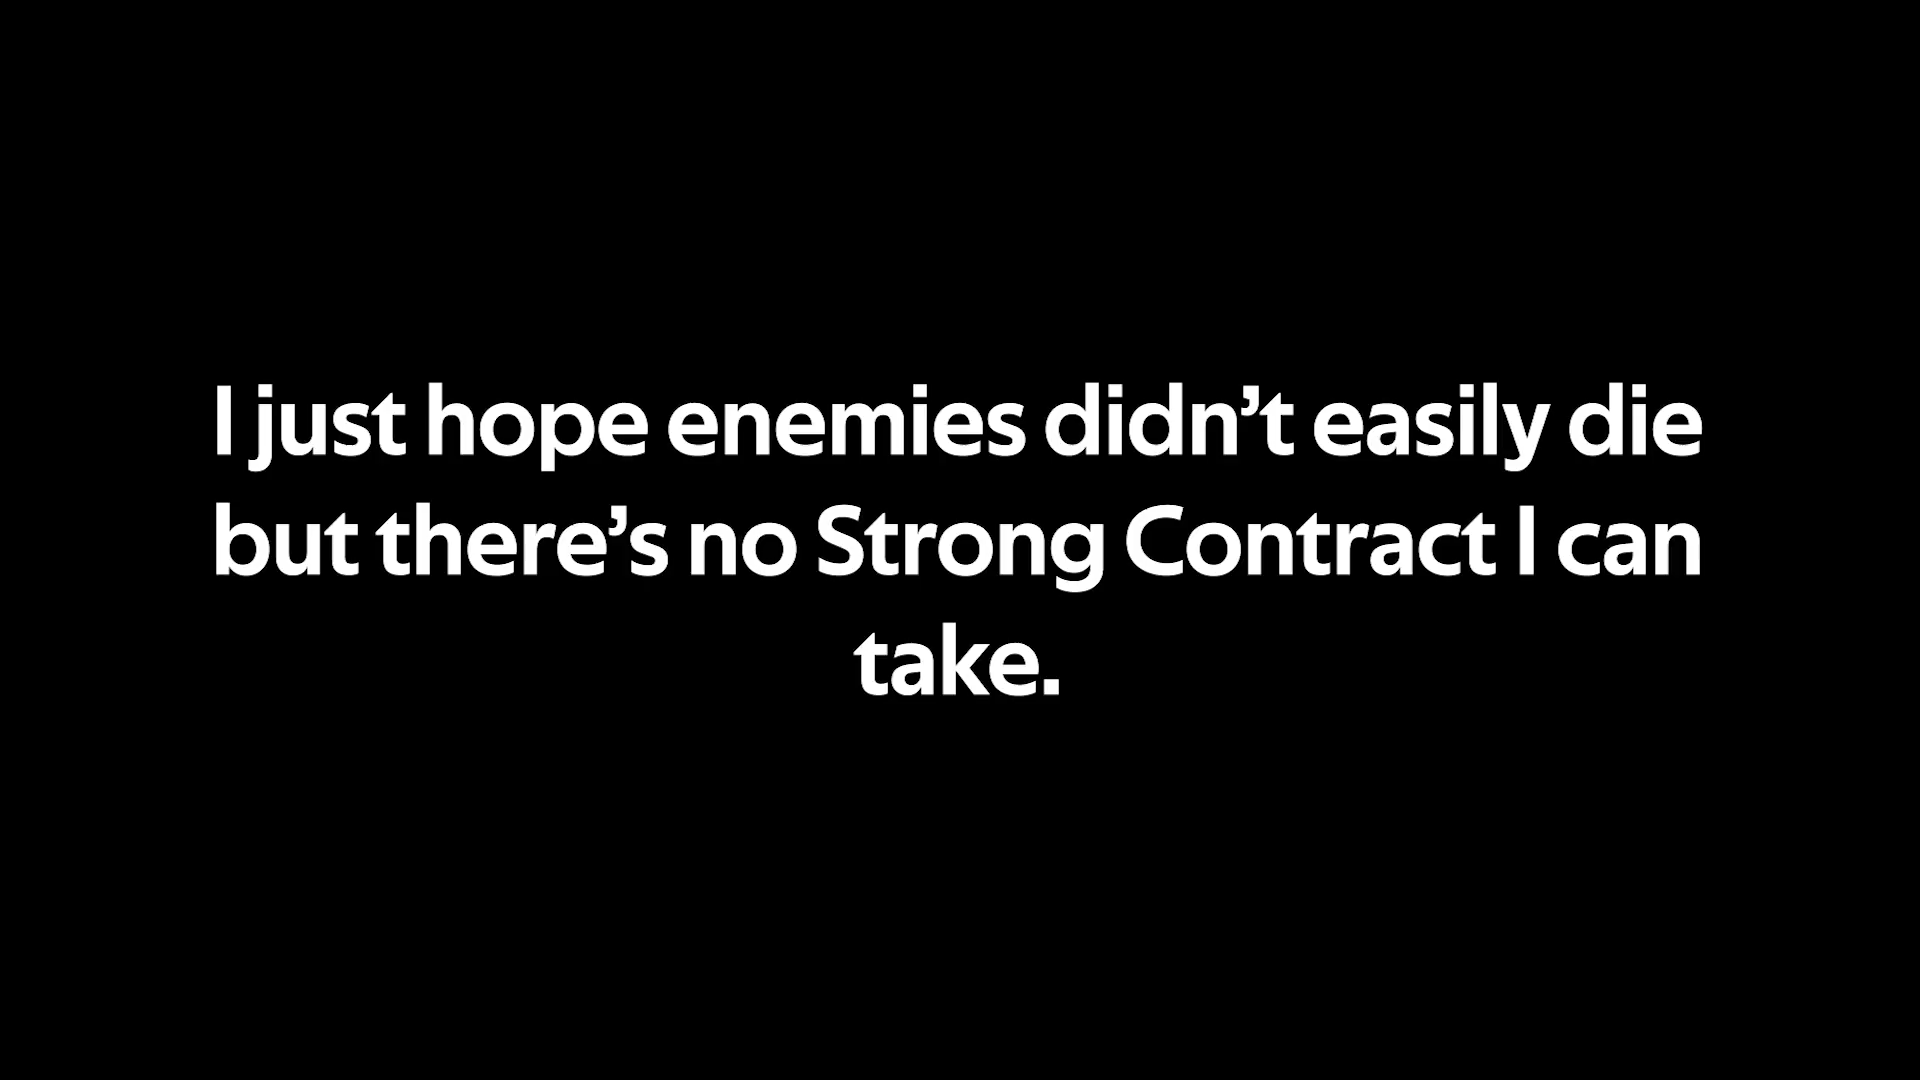 I just hope enemies didn’t easily die
but there’s no Strong Contract I can
take.